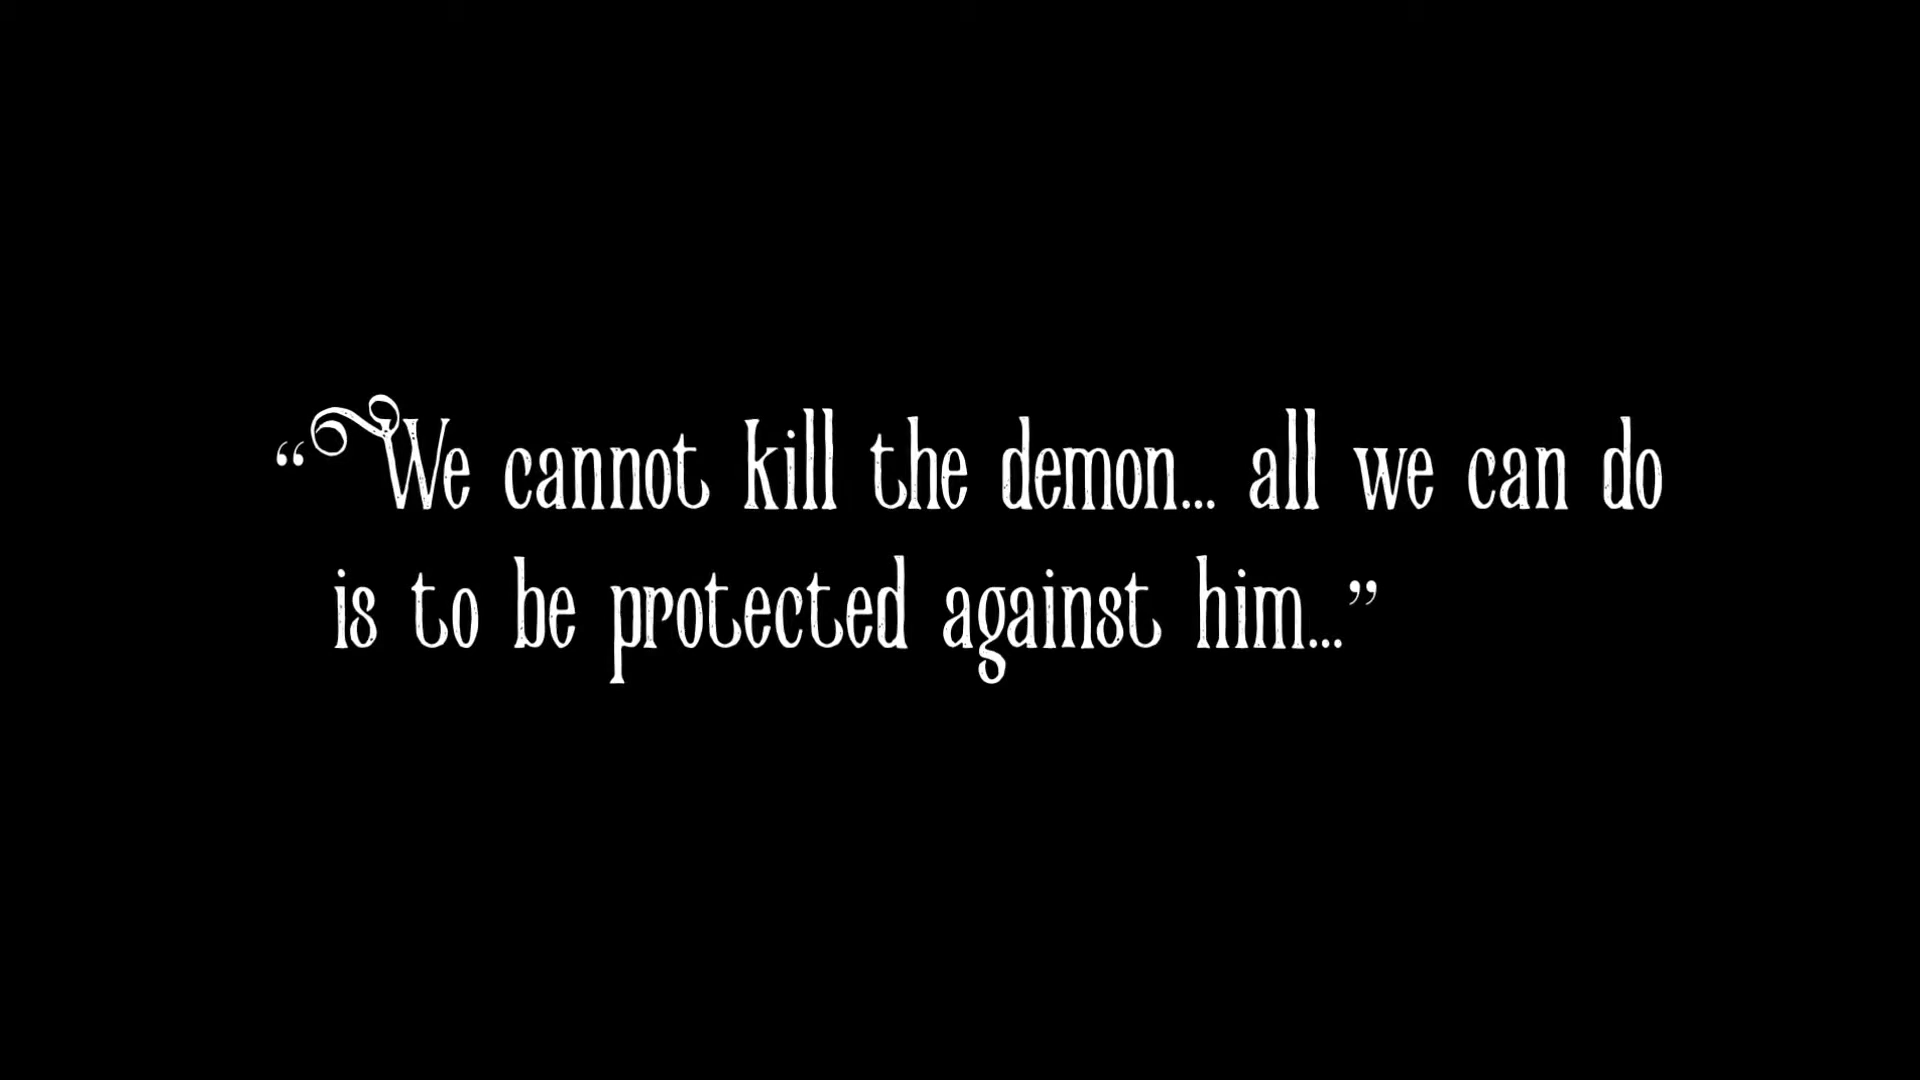 “We cannot kill the demon... all we can do
is to be protected against him...”